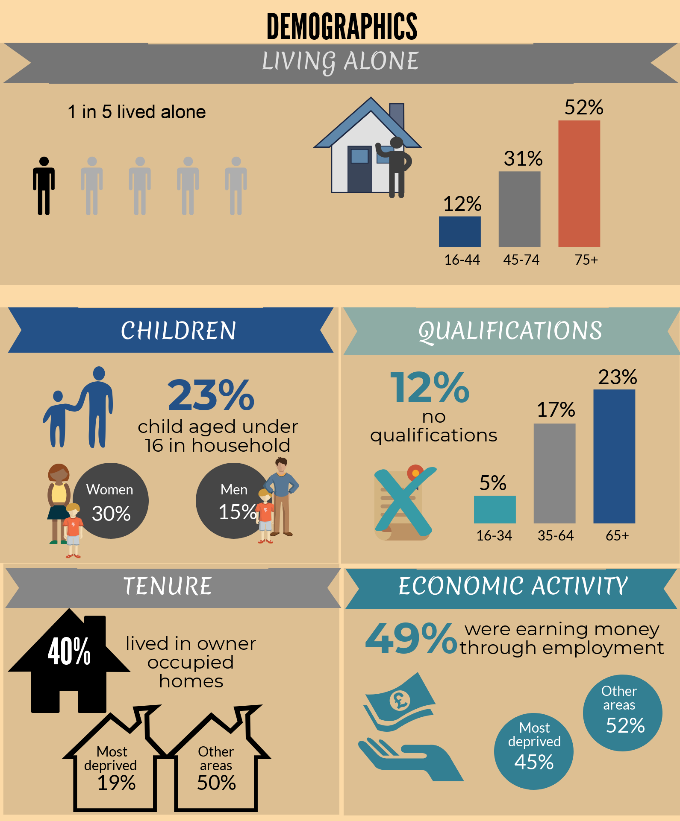 DEMOGRAPHICS
LIVING ALONE
1 in 5 lived alone
12%
31%
52%
16-44
45-74
75+
CHILDREN
23%
child aged under
16 in household
Women
30%
Men
15%
QUALIFICATIONS
12%
no
qualifications
5%
17%
23%
16-34
35-64
65+
TENURE
40%
lived in owner
occupied
homes
Most
deprived
19%
Other
areas
50%
ECONOMIC ACTIVITY
49%
were earning money
through employment
£
Most
deprived
45%
Other
areas
52%